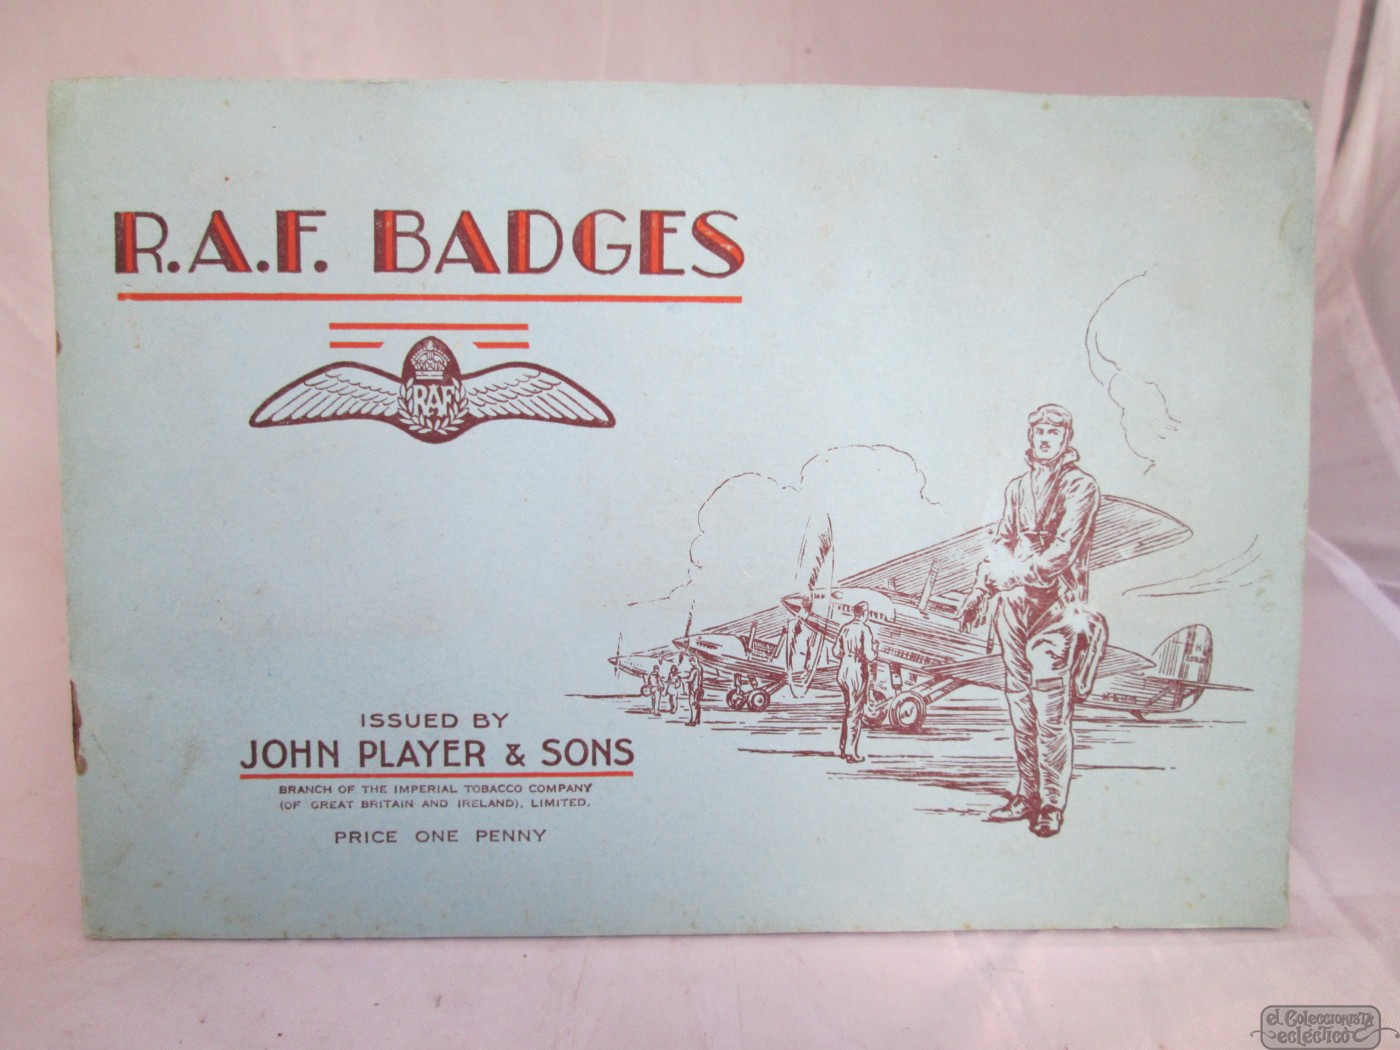 R.A.F. BADGES
RAF
ISSUED BY
JOHN PLAYER & SONS
BRANCH OF THE IMPERIAL TOBACCO COMPANY
(OF GREAT BRITAIN AND IRELAND), LIMITED.
PRICE ONE PENNY
el Coleccionista
ecléctico